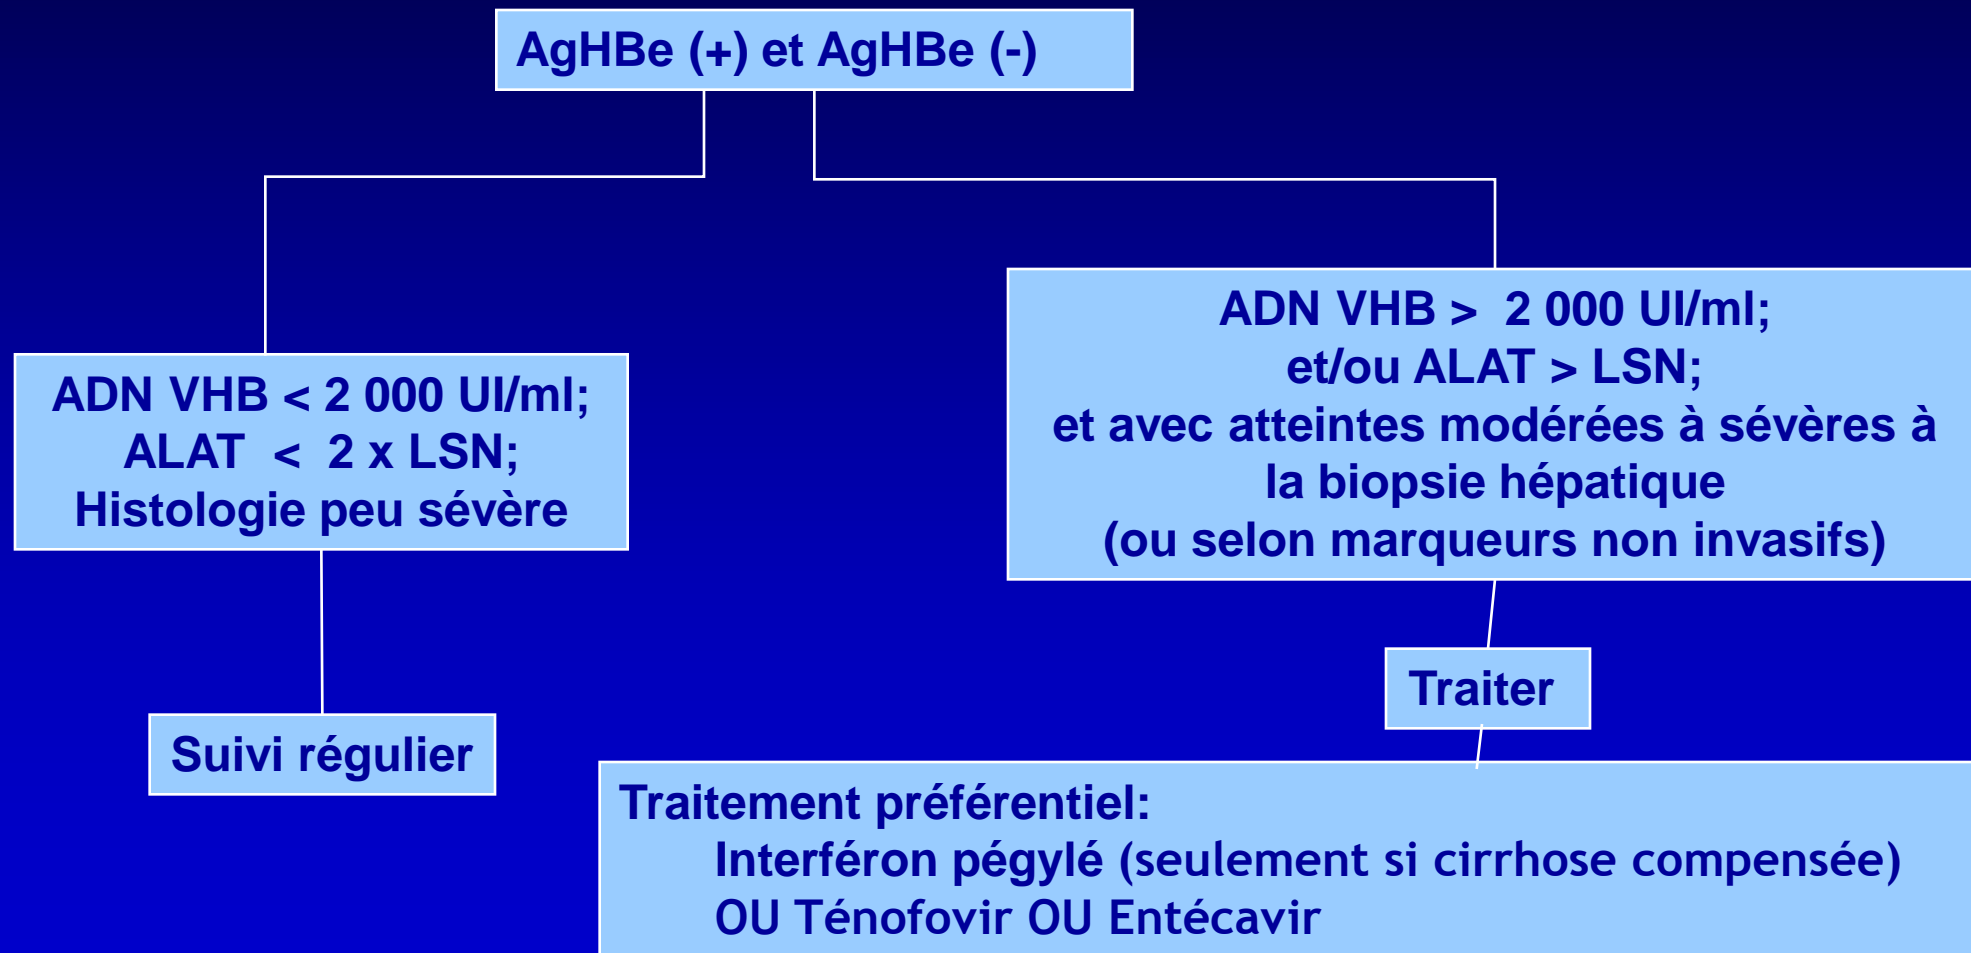 AgHBe (+) et AgHBe (-)
ADN VHB < 2 000 UI/ml;
ALAT < 2 x LSN;
Histologie peu sévère
ADN VHB > 2 000 UI/ml;
et/ou ALAT > LSN;
et avec atteintes modérées à sévères à
la biopsie hépatique
(ou selon marqueurs non invasifs)
Suivi régulier
Traiter
Traitement préférentiel:
Interféron pégylé (seulement si cirrhose compensée)
OU Ténofovir OU Entécavir